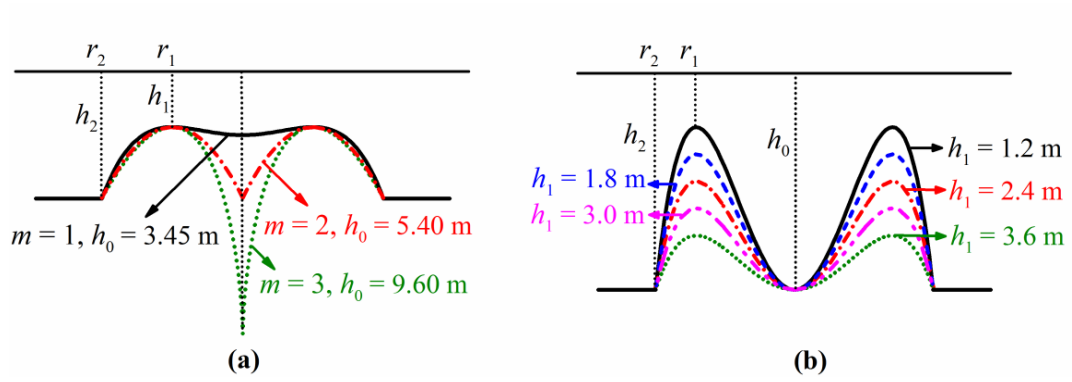 r₂ r₁
h₁
h₂
m = 1, h₀ = 3.45 m
m = 2, h₀ = 5.40 m
m = 3, h₀ = 9.60 m
(a)
r₂ r₁
h₂
h₀
h₁ = 1.2 m
h₁ = 1.8 m
h₁ = 2.4 m
h₁ = 3.0 m
h₁ = 3.6 m
(b)